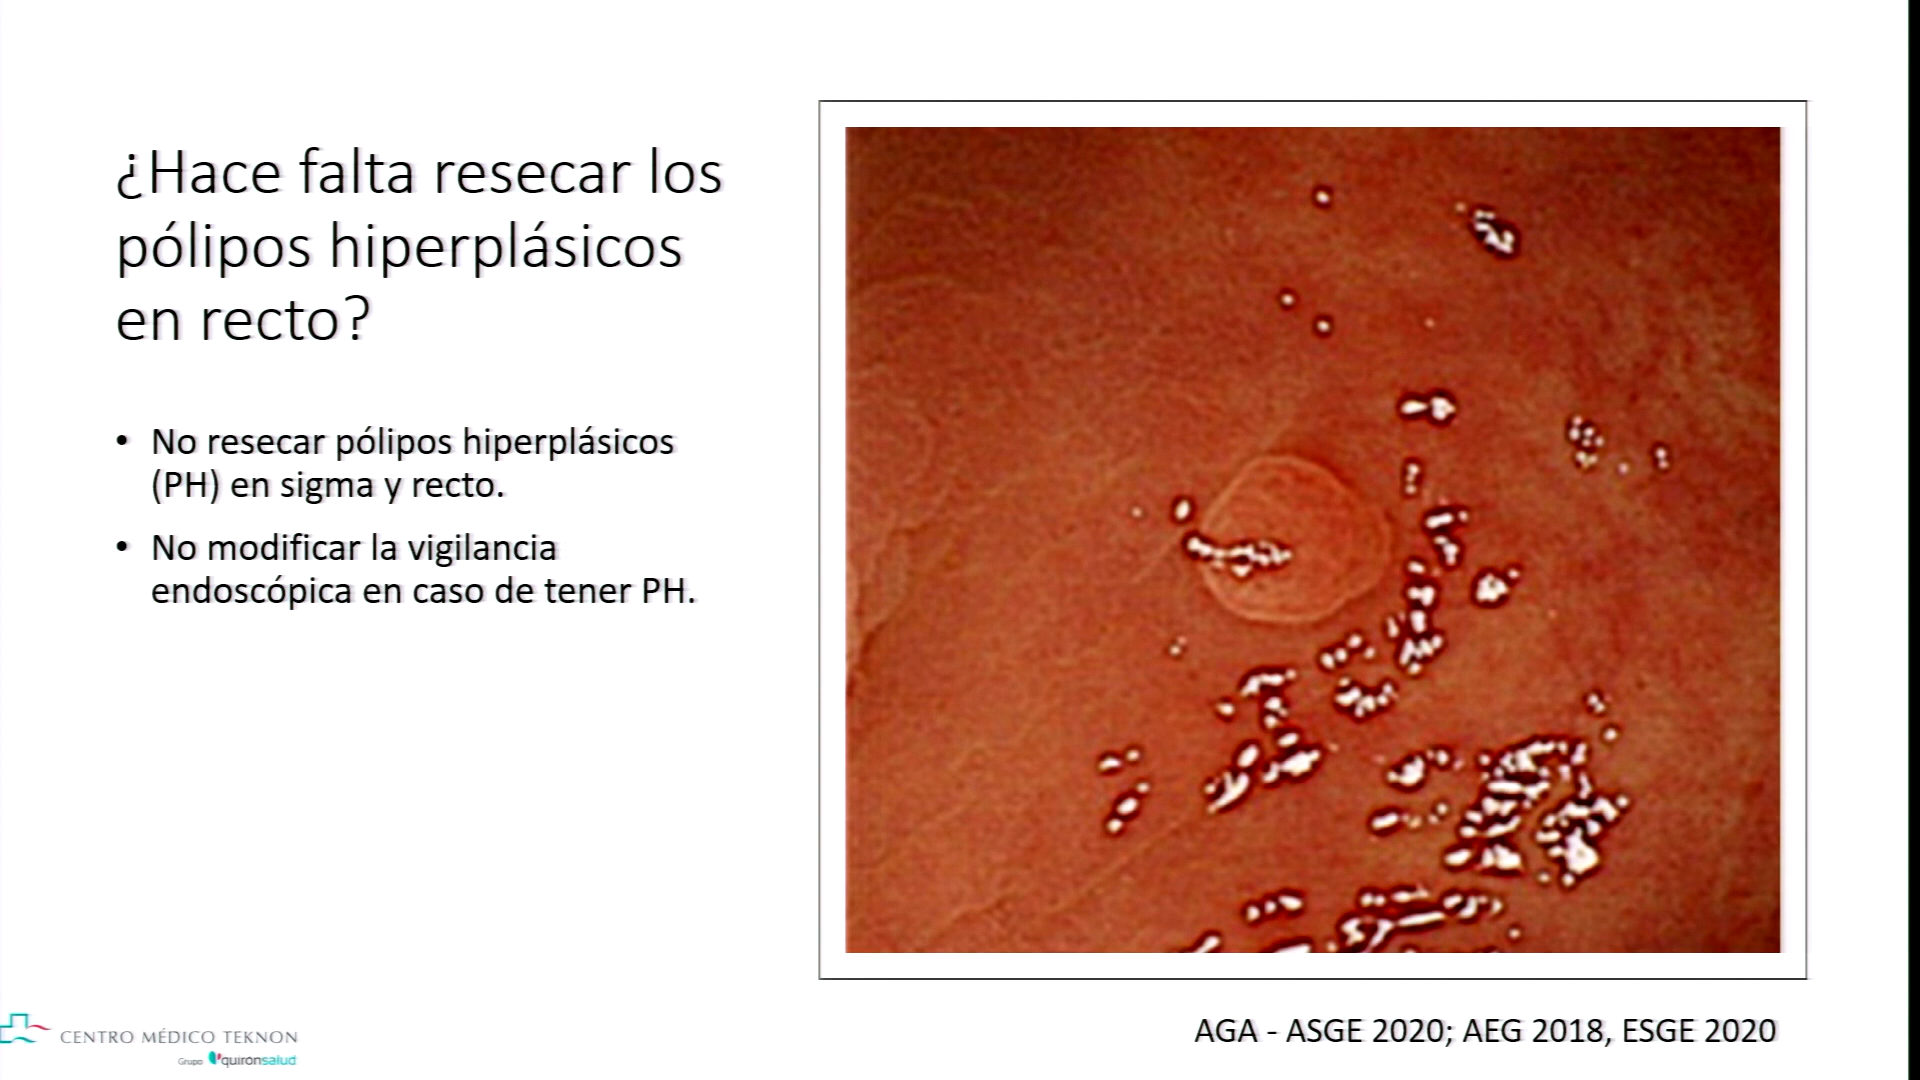 ¿Hace falta resecar los
pólipos hiperplásicos
en recto?
• No resecar pólipos hiperplásicos
(PH) en sigma y recto.
• No modificar la vigilancia
endoscópica en caso de tener PH.
CENTRO MÉDICO TEKNON
Grupo quirónsalud
AGA - ASGE 2020; AEG 2018, ESGE 2020